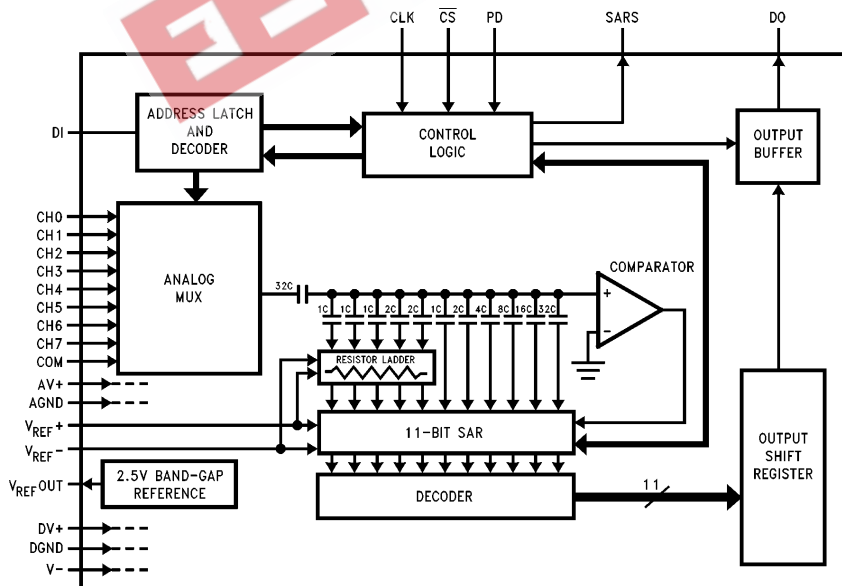 CLK CS PD SARS DO
DI
ADDRESS LATCH
AND
DECODER
CONTROL
LOGIC
OUTPUT
BUFFER
CH0
CH1
CH2
CH3
CH4
CH5
CH6
CH7
COM
AV+
AGND
VREF+
VREF-
VREFOUT
DV+
DGND
V-
ANALOG
MUX
32C
1C 1C 1C 2C 2C 1C 2C 4C 8C 16C 32C
COMPARATOR
+
-
RESISTOR LADDER
11-BIT SAR
2.5V BAND-GAP
REFERENCE
DECODER
11
OUTPUT
SHIFT
REGISTER